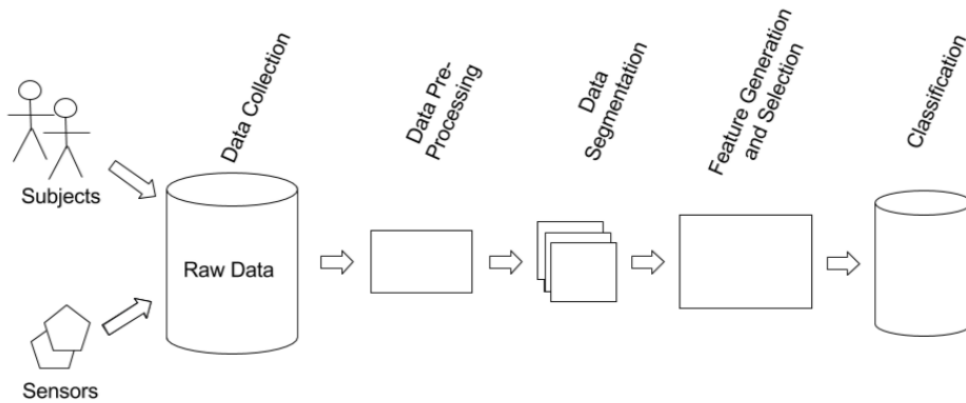 Subjects
Sensors
Data Collection
Raw Data
Data Pre-
Processing
Data
Segmentation
Feature Generation
and Selection
Classification